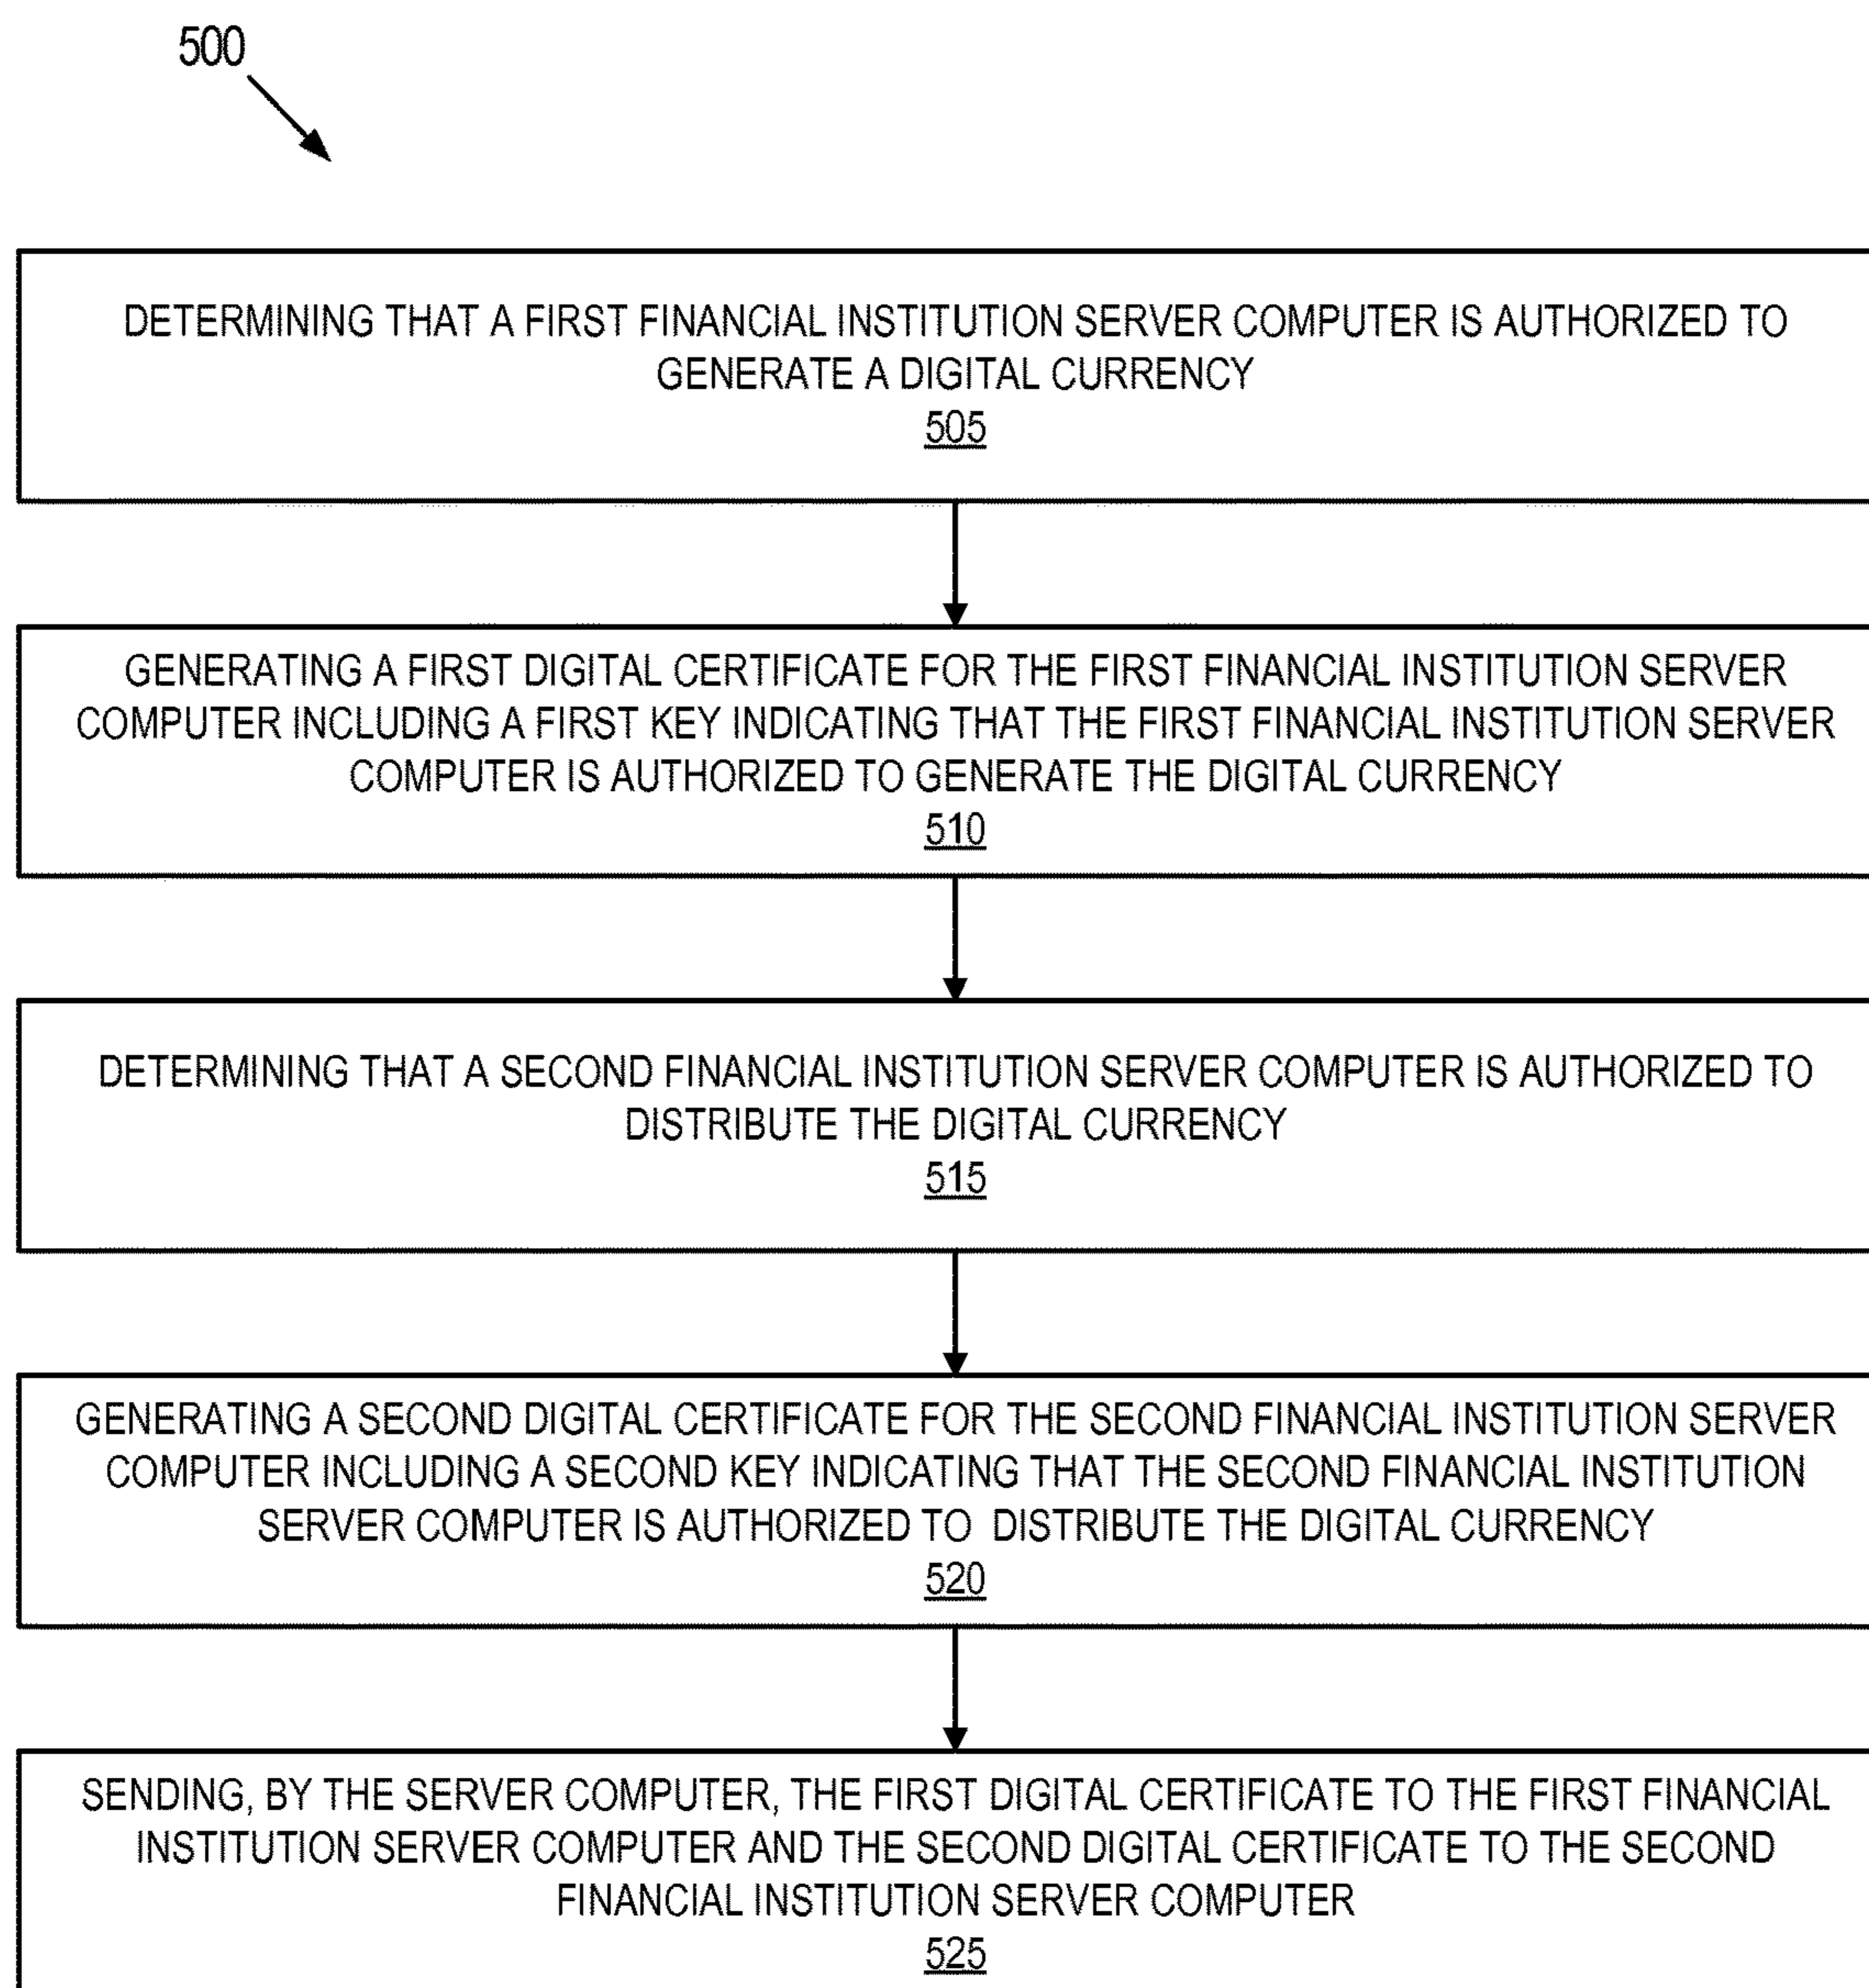 500
DETERMINING THAT A FIRST FINANCIAL INSTITUTION SERVER COMPUTER IS AUTHORIZED TO
GENERATE A DIGITAL CURRENCY
505
GENERATING A FIRST DIGITAL CERTIFICATE FOR THE FIRST FINANCIAL INSTITUTION SERVER
COMPUTER INCLUDING A FIRST KEY INDICATING THAT THE FIRST FINANCIAL INSTITUTION SERVER
COMPUTER IS AUTHORIZED TO GENERATE THE DIGITAL CURRENCY
510
DETERMINING THAT A SECOND FINANCIAL INSTITUTION SERVER COMPUTER IS AUTHORIZED TO
DISTRIBUTE THE DIGITAL CURRENCY
515
GENERATING A SECOND DIGITAL CERTIFICATE FOR THE SECOND FINANCIAL INSTITUTION SERVER
COMPUTER INCLUDING A SECOND KEY INDICATING THAT THE SECOND FINANCIAL INSTITUTION
SERVER COMPUTER IS AUTHORIZED TO DISTRIBUTE THE DIGITAL CURRENCY
520
SENDING, BY THE SERVER COMPUTER, THE FIRST DIGITAL CERTIFICATE TO THE FIRST FINANCIAL
INSTITUTION SERVER COMPUTER AND THE SECOND DIGITAL CERTIFICATE TO THE SECOND
FINANCIAL INSTITUTION SERVER COMPUTER
525